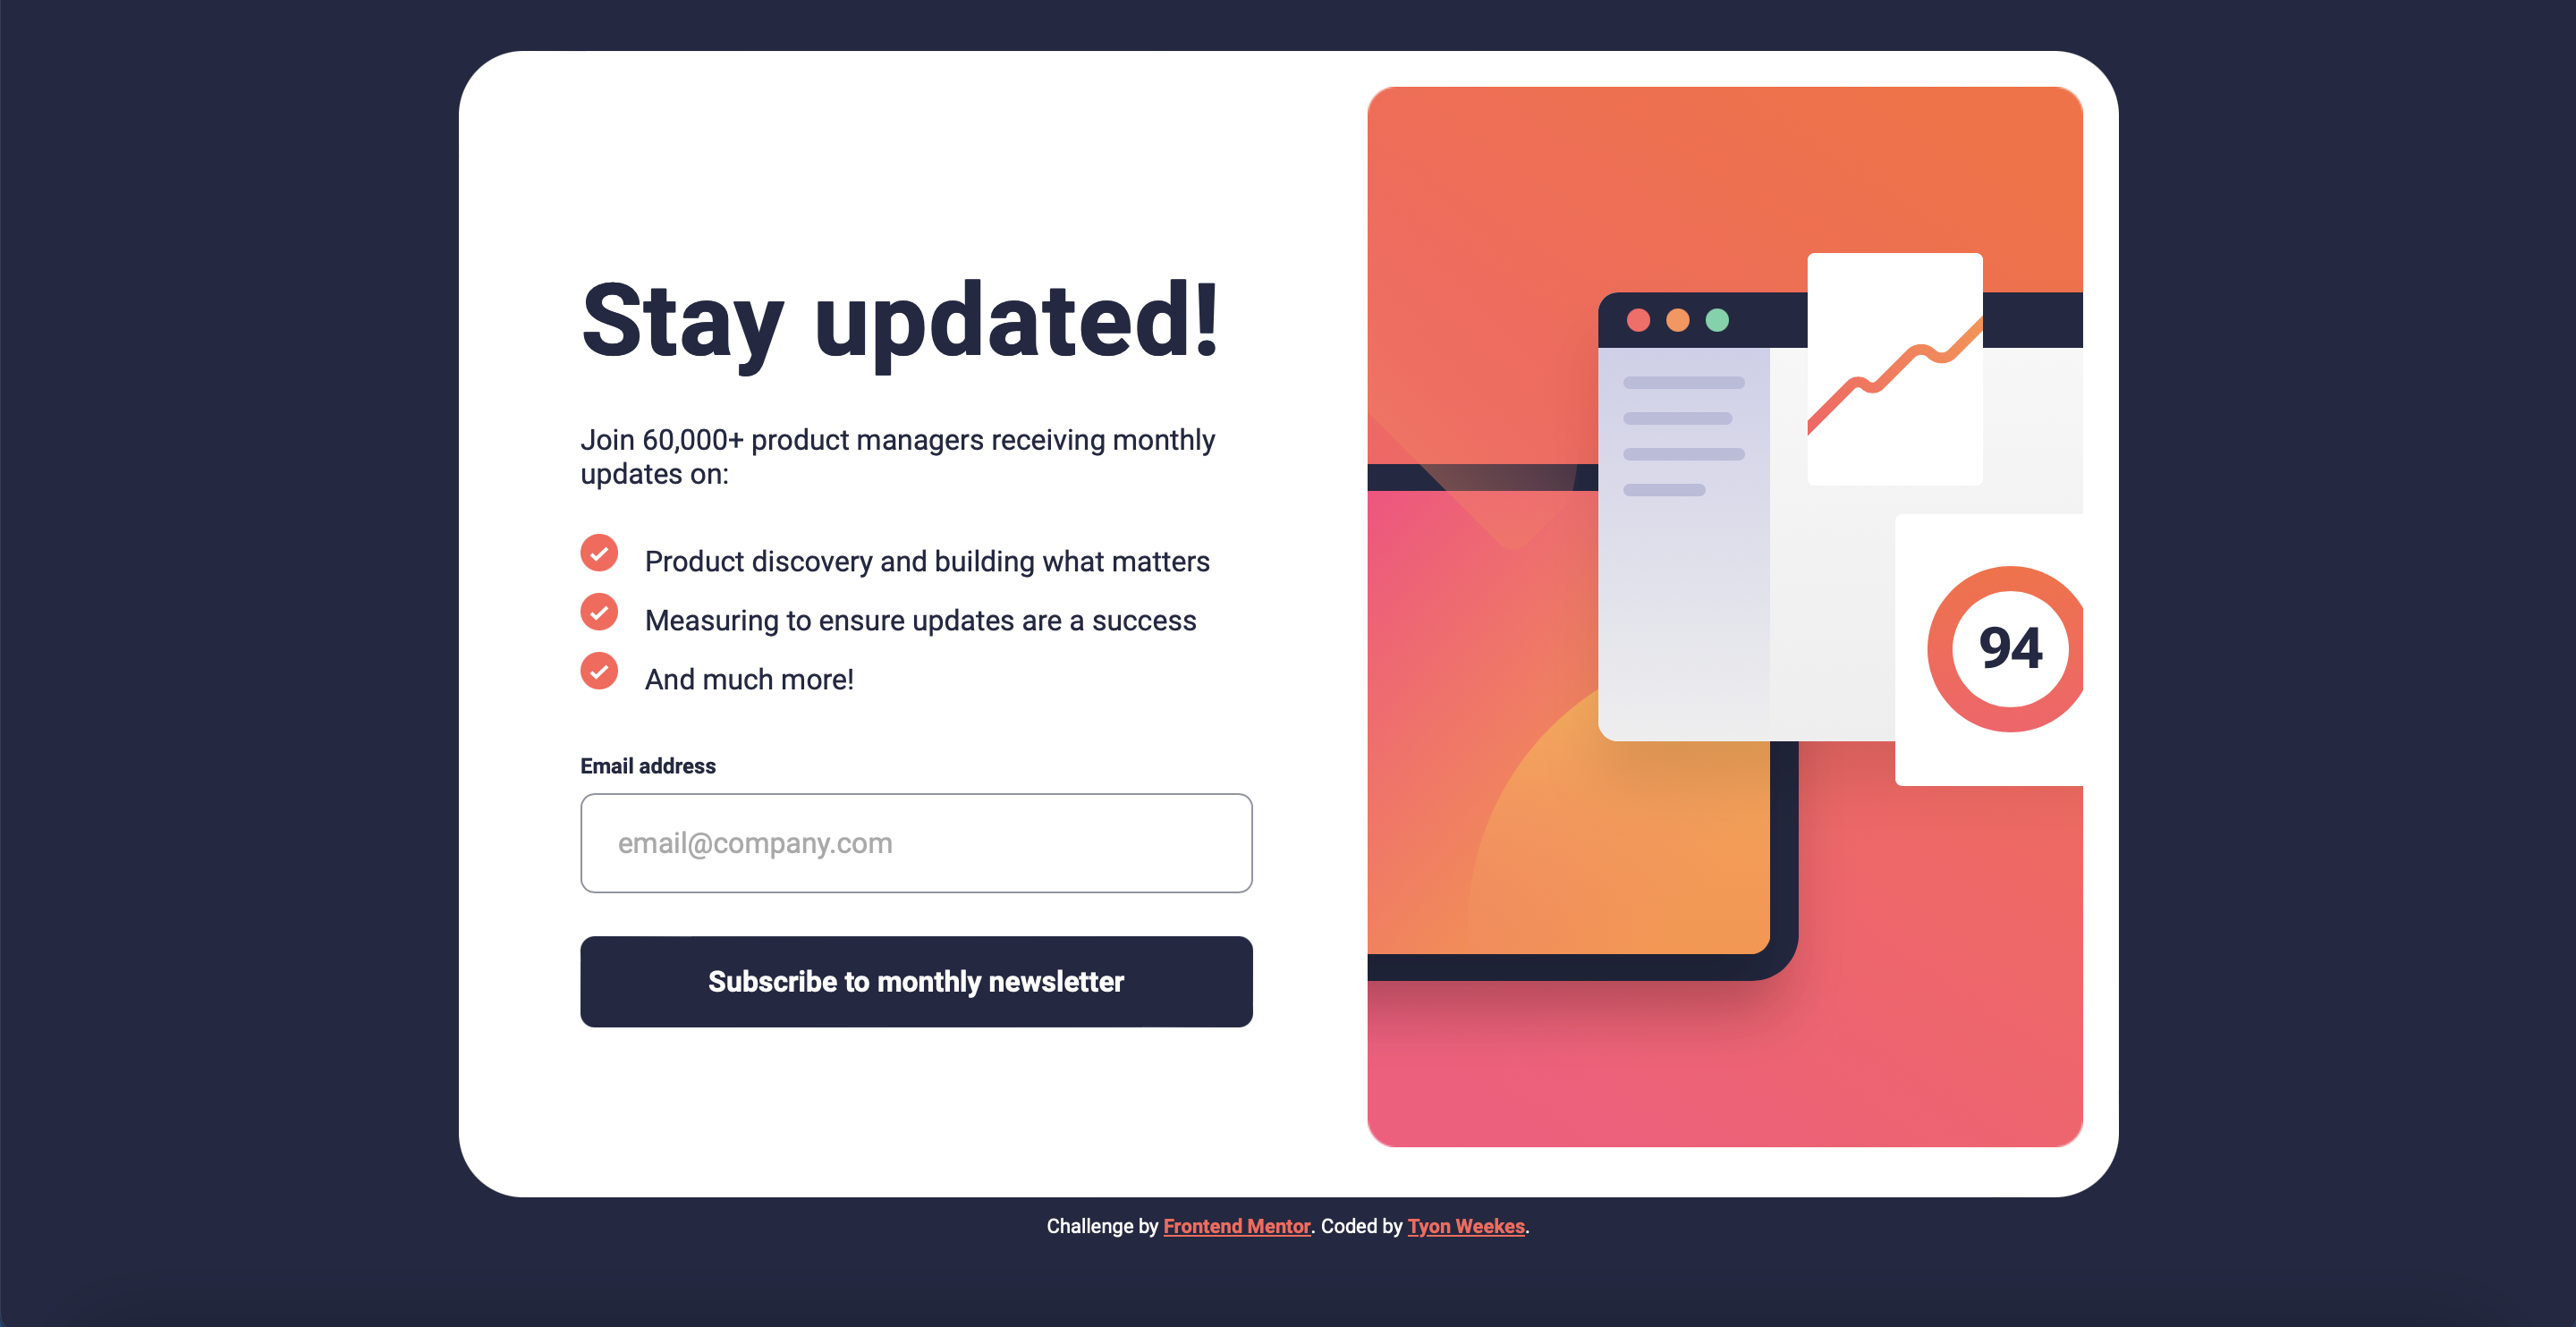 Stay updated!
Join 60,000+ product managers receiving monthly
updates on:
Product discovery and building what matters
Measuring to ensure updates are a success
And much more!
Email address
email@company.com
Subscribe to monthly newsletter
94
Challenge by Frontend Mentor. Coded by Tyon Weekes.